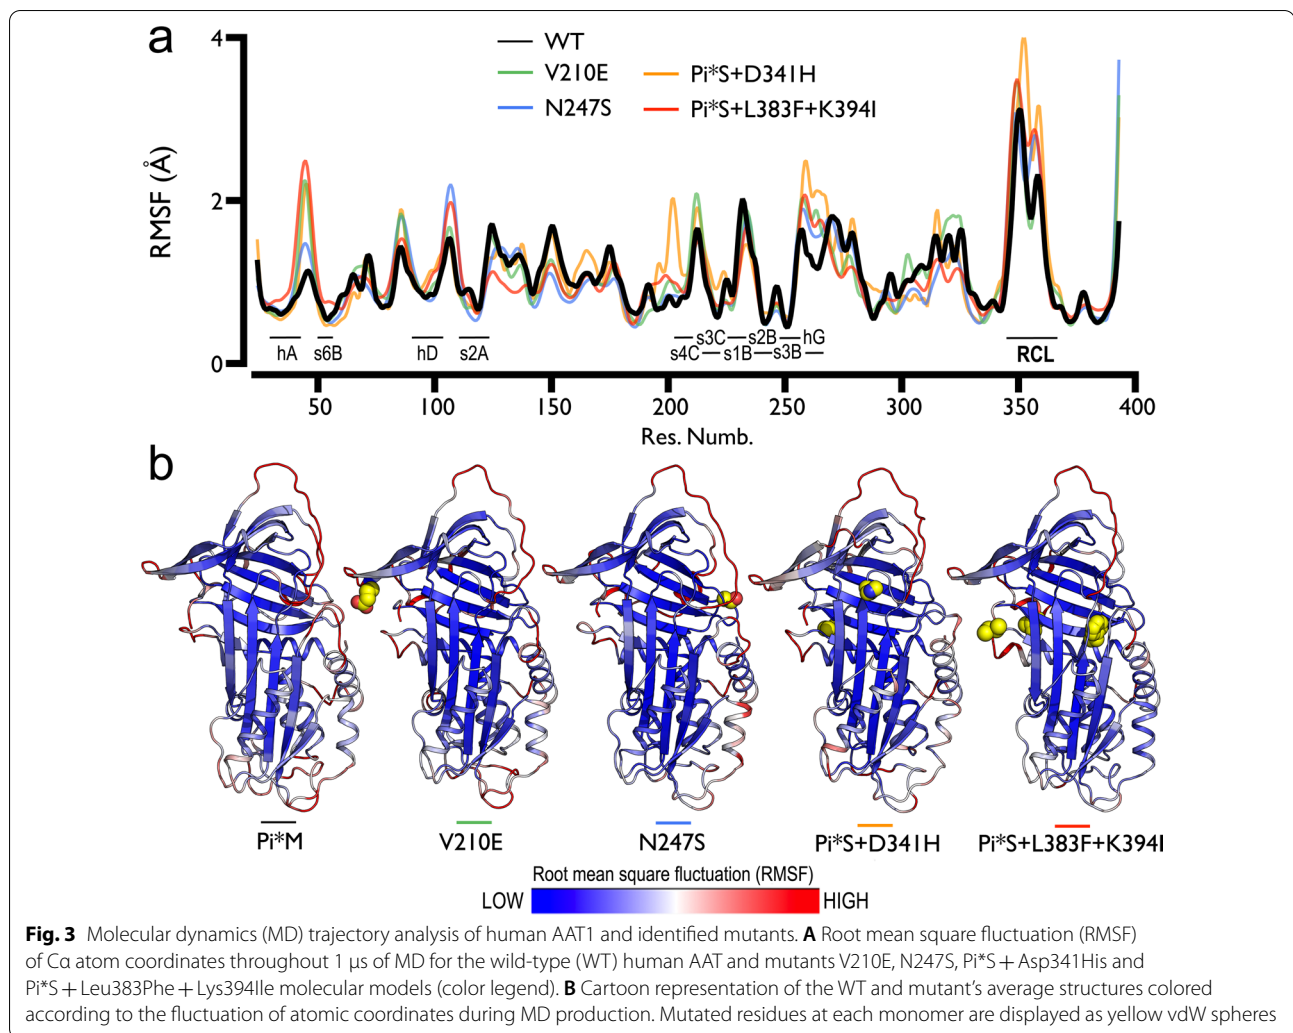 a
4
2
0
RMSF (Å)
WT
V210E
N247S
Pi*S+D341H
Pi*S+L383F+K394I
hA
s6B
hD
s2A
s3C
s2B
hG
s4C
s1B
s3B
RCL
50 100 150 200 250 300 350 400
Res. Numb.
b
Pi*M
V210E
N247S
Pi*S+D341H
Pi*S+L383F+K394I
Root mean square fluctuation (RMSF)
LOW
HIGH
Fig. 3 Molecular dynamics (MD) trajectory analysis of human AAT1 and identified mutants. A Root mean square fluctuation (RMSF)
of Cα atom coordinates throughout 1 μs of MD for the wild-type (WT) human AAT and mutants V210E, N247S, Pi*S + Asp341His and
Pi*S + Leu383Phe + Lys394Ile molecular models (color legend). B Cartoon representation of the WT and mutant's average structures colored
according to the fluctuation of atomic coordinates during MD production. Mutated residues at each monomer are displayed as yellow vdW spheres